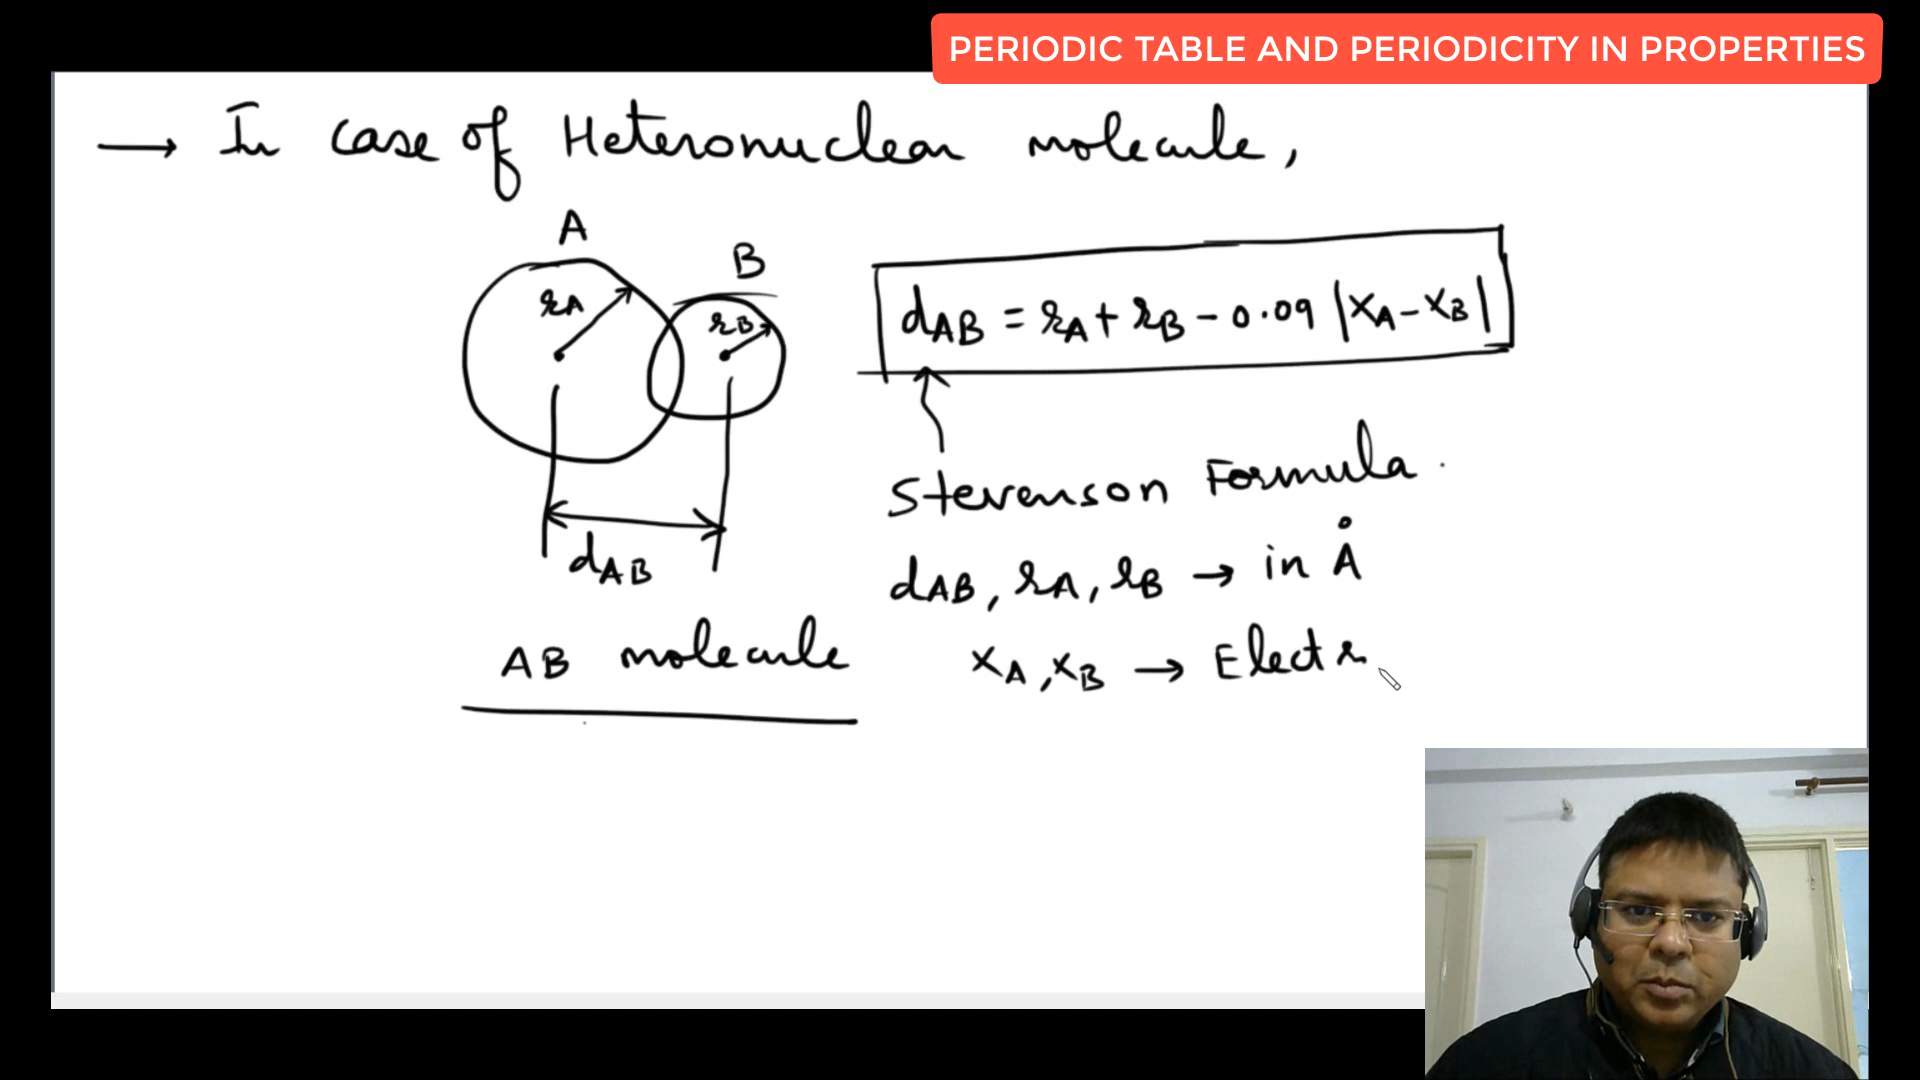 PERIODIC TABLE AND PERIODICITY IN PROPERTIES
→ In case of Heteronuclear molecule,
A
B
rA
rB
dAB = rA + rB - 0.09 |XA - XB|
Stevenson Formula.
dAB
dAB, rA, rB → in Å
AB molecule
XA, XB → Electr